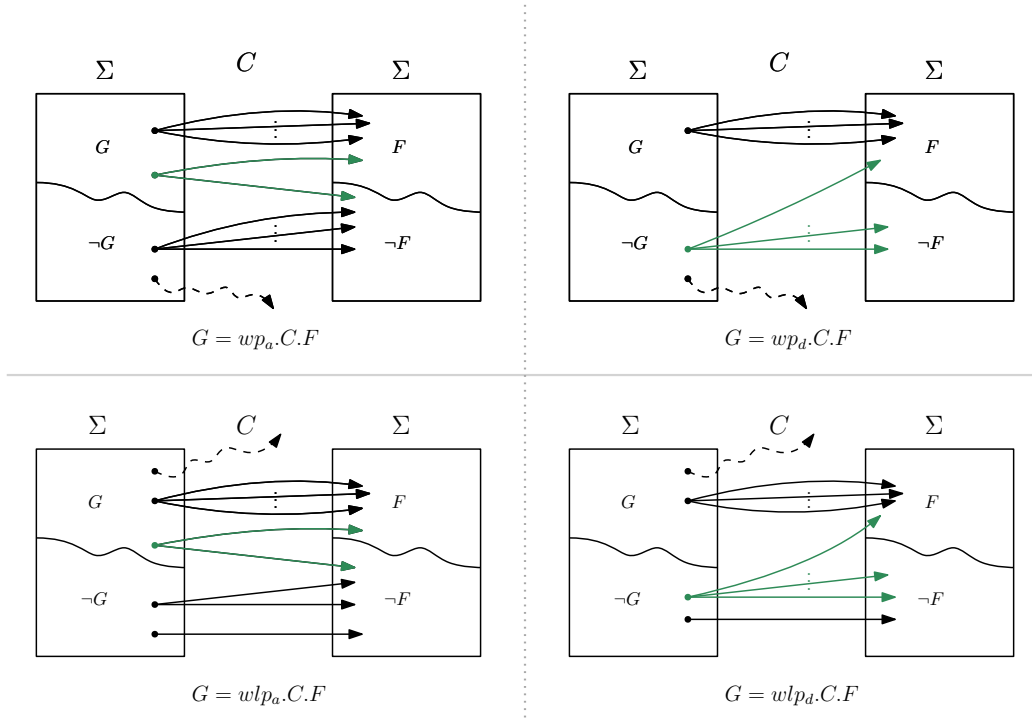 Σ C Σ
G F
¬G ¬F
⋮
⋮
G = wp_a.C.F
Σ C Σ
G F
¬G ¬F
⋮
⋮
G = wp_d.C.F
Σ C Σ
G F
¬G ¬F
⋮
G = wlp_a.C.F
Σ C Σ
G F
¬G ¬F
⋮
⋮
G = wlp_d.C.F